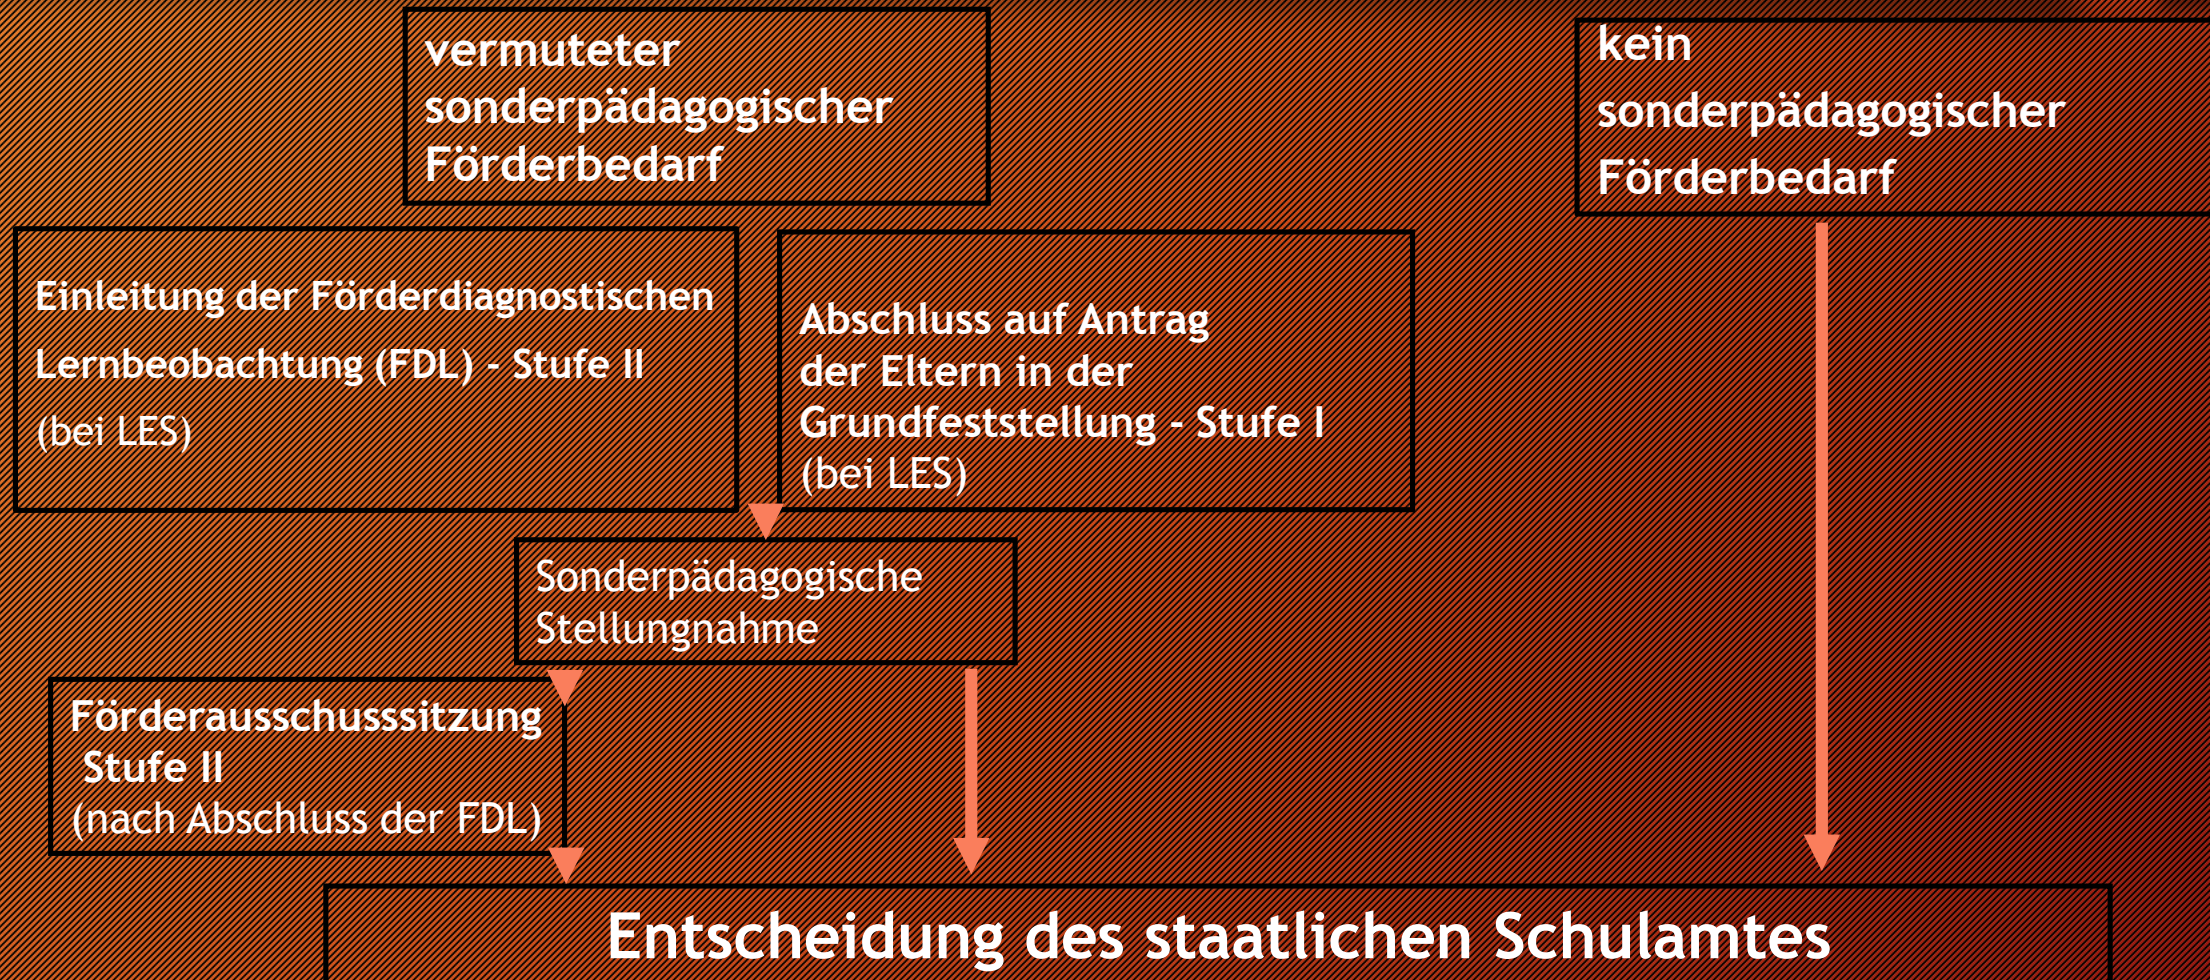 vermuteter
sonderpädagogischer
Förderbedarf
kein
sonderpädagogischer
Förderbedarf
Einleitung der Förderdiagnostischen
Lernbeobachtung (FDL) - Stufe II
(bei LES)
Abschluss auf Antrag
der Eltern in der
Grundfeststellung - Stufe I
(bei LES)
Sonderpädagogische
Stellungnahme
Förderausschusssitzung
Stufe II
(nach Abschluss der FDL)
Entscheidung des staatlichen Schulamtes